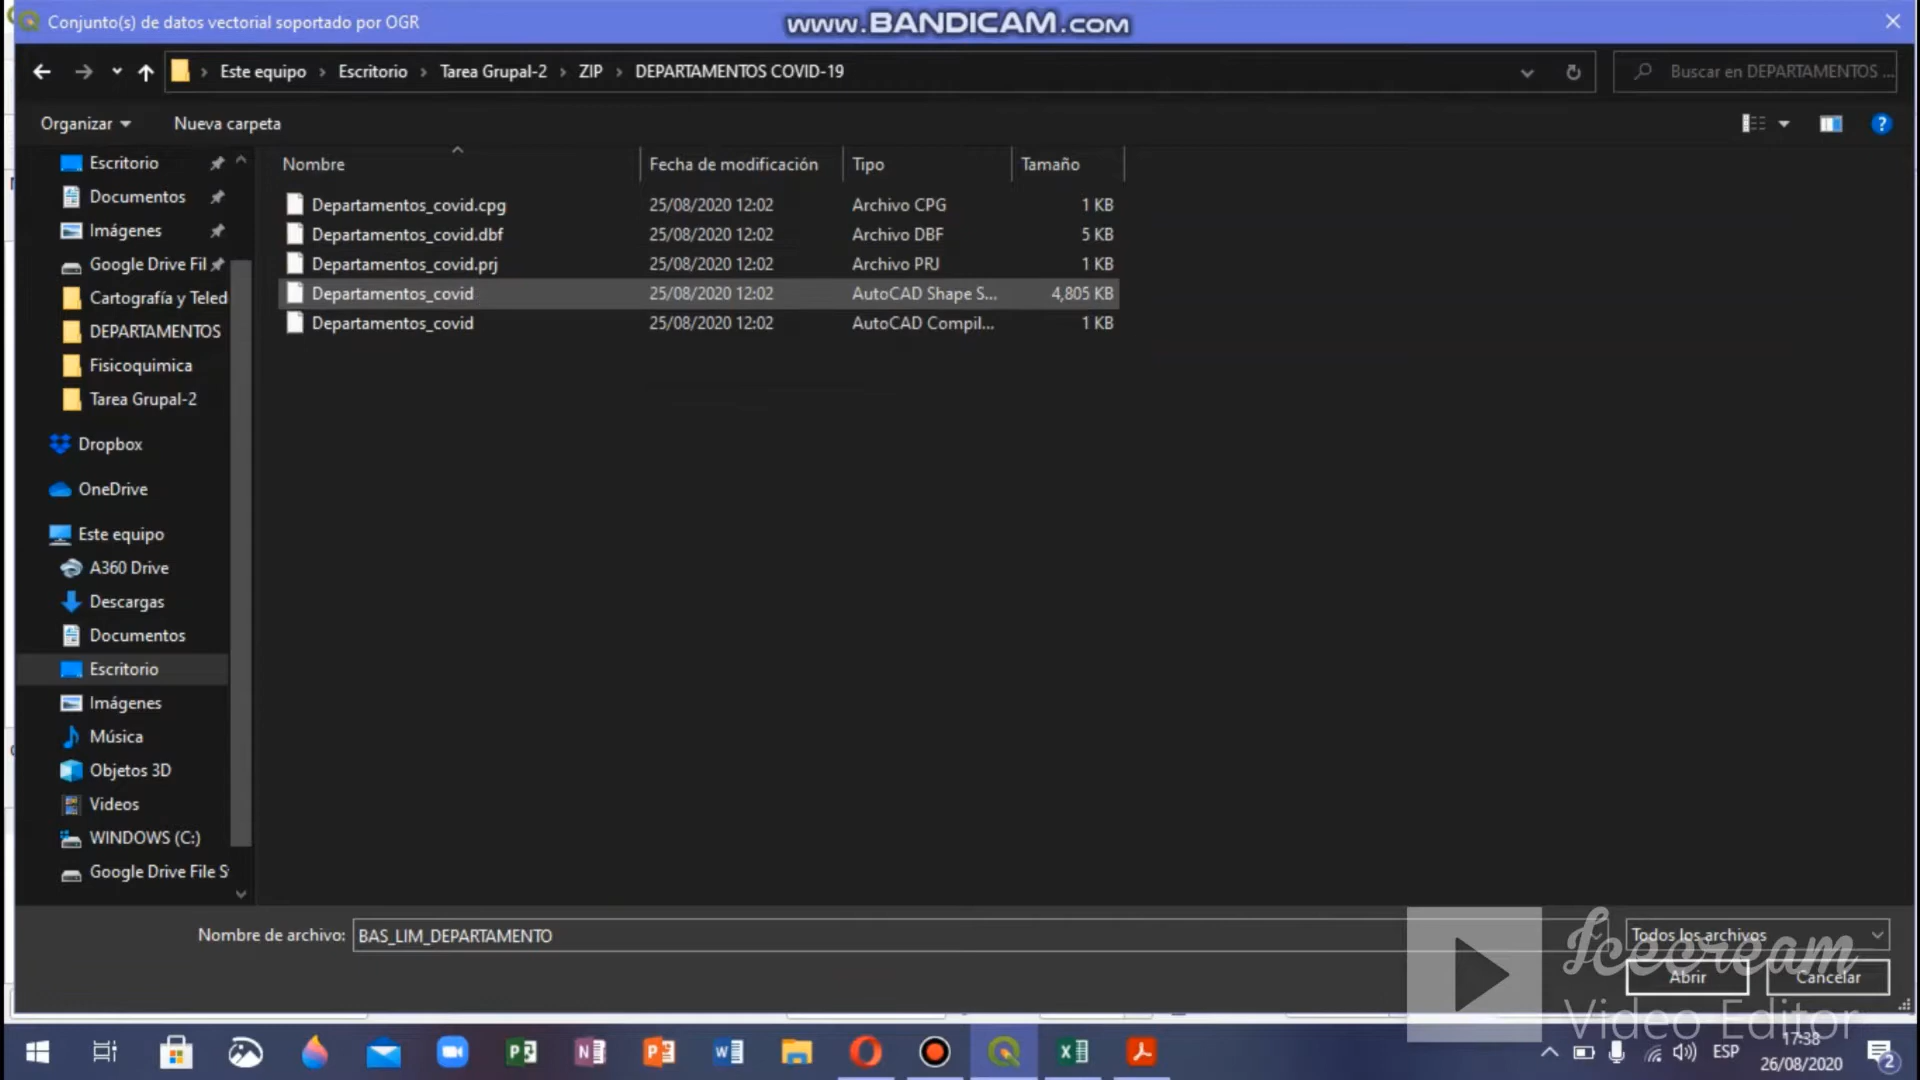 Conjunto(s) de datos vectorial soportado por OGR
www.BANDICAM.com
Este equipo > Escritorio > Tarea Grupal-2 > ZIP > DEPARTAMENTOS COVID-19
Buscar en DEPARTAMENTOS ...
Organizar
Nueva carpeta
Nombre Fecha de modificación Tipo Tamaño
Departamentos_covid.cpg 25/08/2020 12:02 Archivo CPG 1 KB
Departamentos_covid.dbf 25/08/2020 12:02 Archivo DBF 5 KB
Departamentos_covid.prj 25/08/2020 12:02 Archivo PRJ 1 KB
Departamentos_covid 25/08/2020 12:02 AutoCAD Shape S... 4,805 KB
Departamentos_covid 25/08/2020 12:02 AutoCAD Compil... 1 KB
Escritorio
Documentos
Imágenes
Google Drive Fil
Cartografía y Teled
DEPARTAMENTOS
Fisicoquimica
Tarea Grupal-2
Dropbox
OneDrive
Este equipo
A360 Drive
Descargas
Documentos
Escritorio
Imágenes
Música
Objetos 3D
Videos
WINDOWS (C:)
Google Drive File S
Nombre de archivo: BAS_LIM_DEPARTAMENTO
Todos los archivos
Abrir
Cancelar
Icecream
Video Editor
ESP
17:38
26/08/2020
2